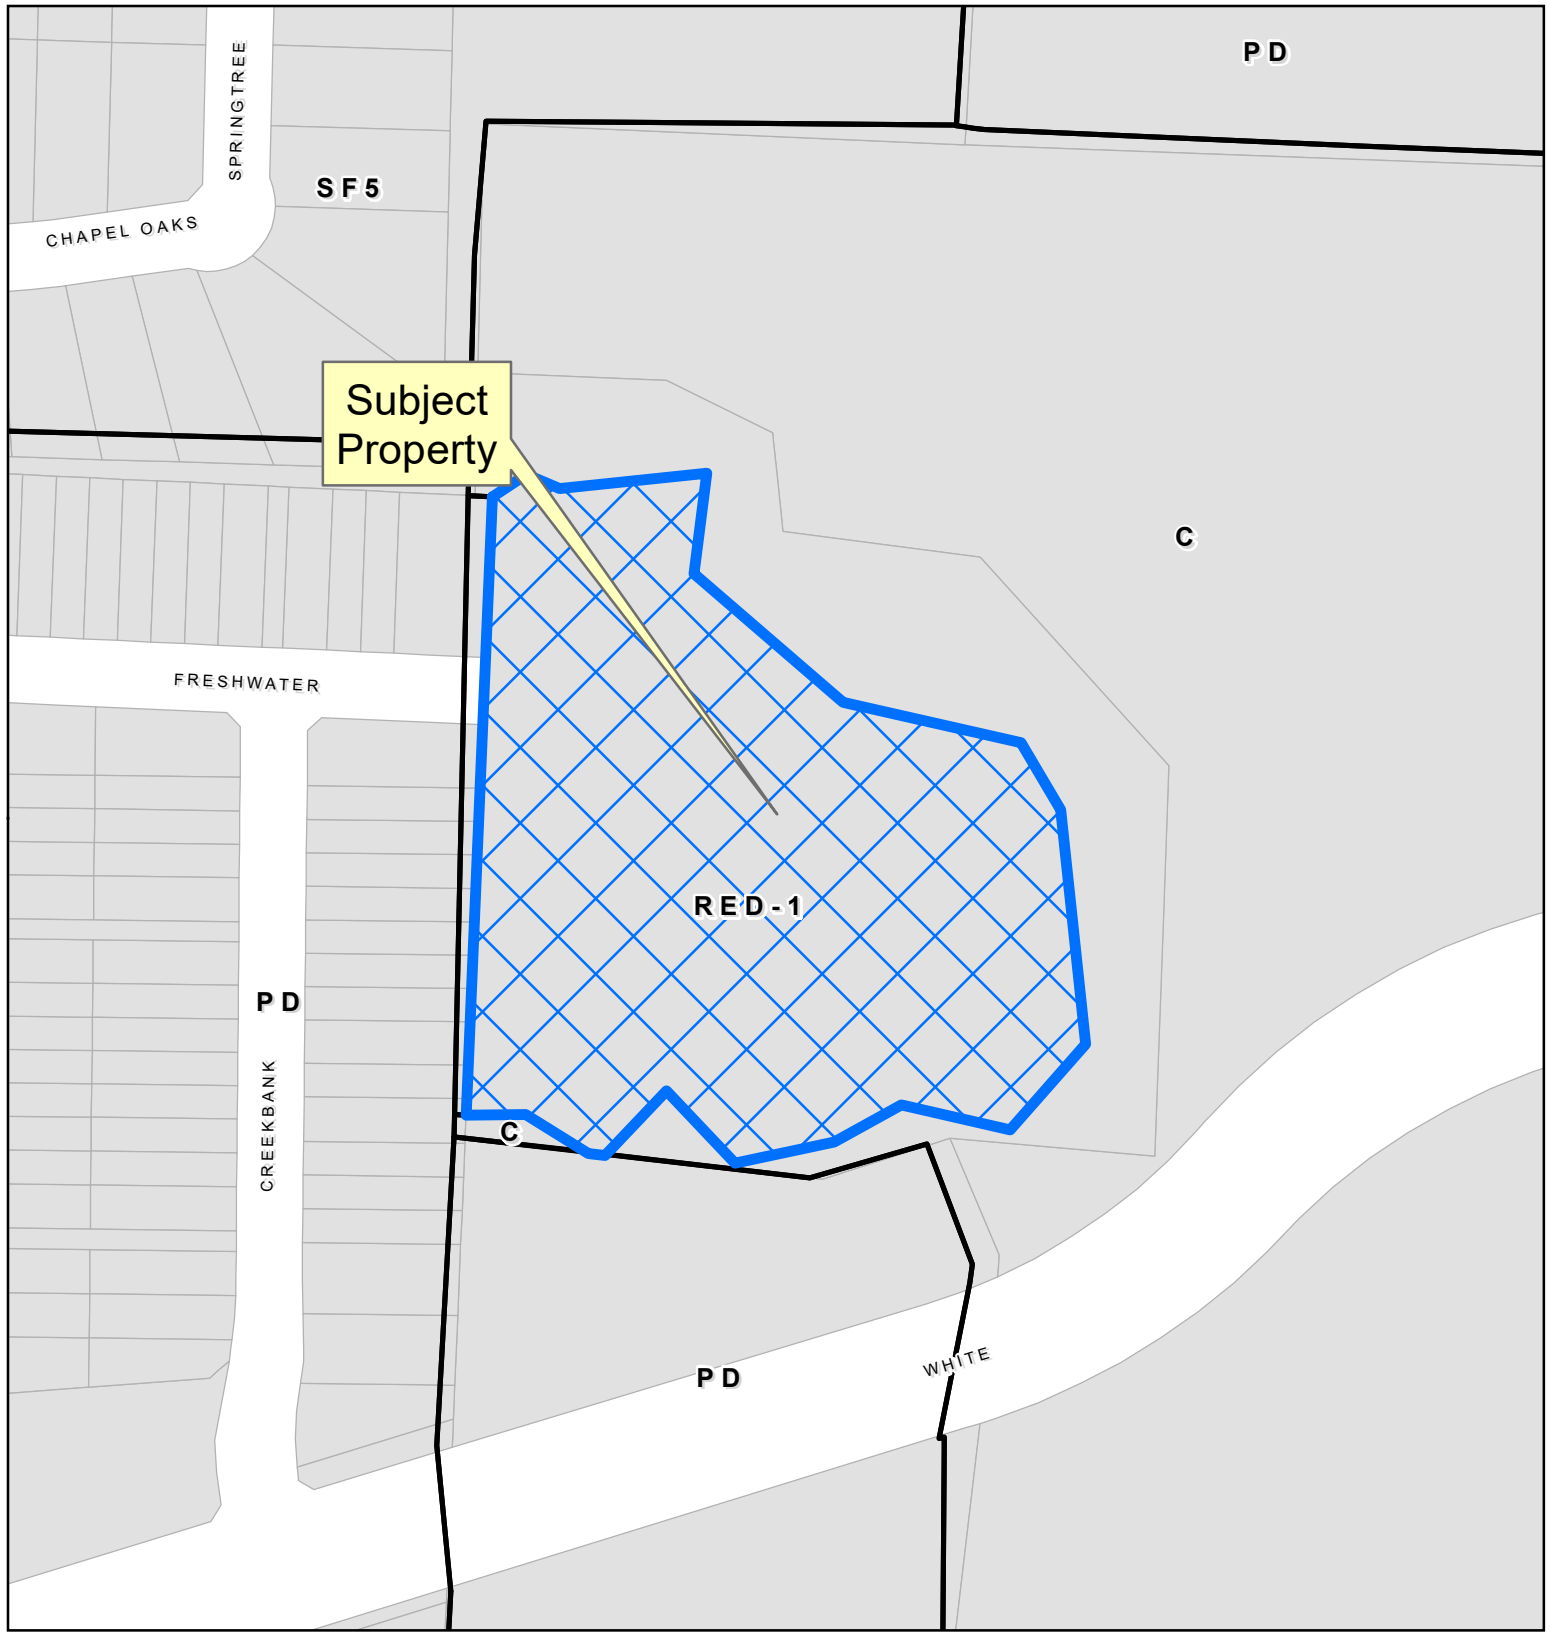 PD
SPRINGTREE
SF5
CHAPEL OAKS
Subject
Property
C
FRESHWATER
RED-1
PD
CREEKBANK
C
WHITE
PD